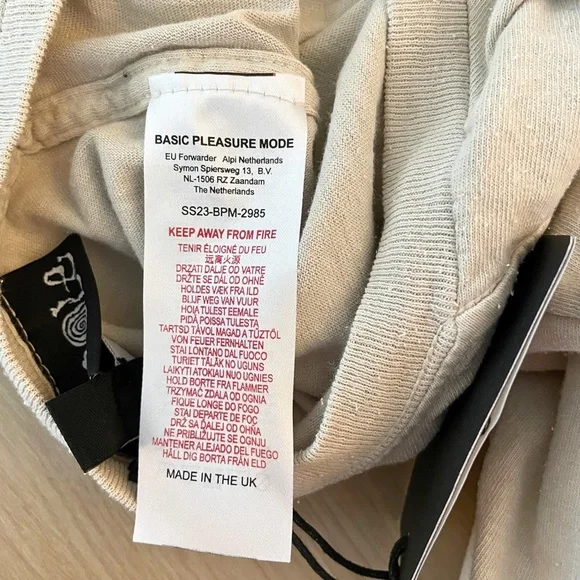 BASIC PLEASURE MODE
EU Forwarder Alpi Netherlands
Symon Spiersweg 13, B.V.
NL-1506 RZ Zaandam
The Netherlands
SS23-BPM-2985
KEEP AWAY FROM FIRE
TENIR ÉLOIGNÉ DU FEU
远离火源
DRZATI DALJE OD VATRE
DRŽTE SE DÁL OD OHNĚ
HOLDES VÆK FRA ILD
BLIJF WEG VAN VUUR
HOIA TULEST EEMALE
PIDÄ POISSA TULESTA
TARTSD TÁVOL MAGAD A TŰZTŐL
VON FEUER FERNHALTEN
STAI LONTANO DAL FUOCO
TURIET TĀLĀK NO UGUNS
LAIKYTI ATOKIAU NUO UGNIES
HOLD BORTE FRA FLAMMER
TRZYMAĆ ZDALA OD OGNIA
FIQUE LONGE DO FOGO
STAI DEPARTE DE FOC
DRŽ SA ĎALEJ OD OHŇA
NE PRIBLIŽUJTE SE OGNJU
MANTENER ALEJADO DEL FUEGO
HÅLL DIG BORTA FRÅN ELD
MADE IN THE UK